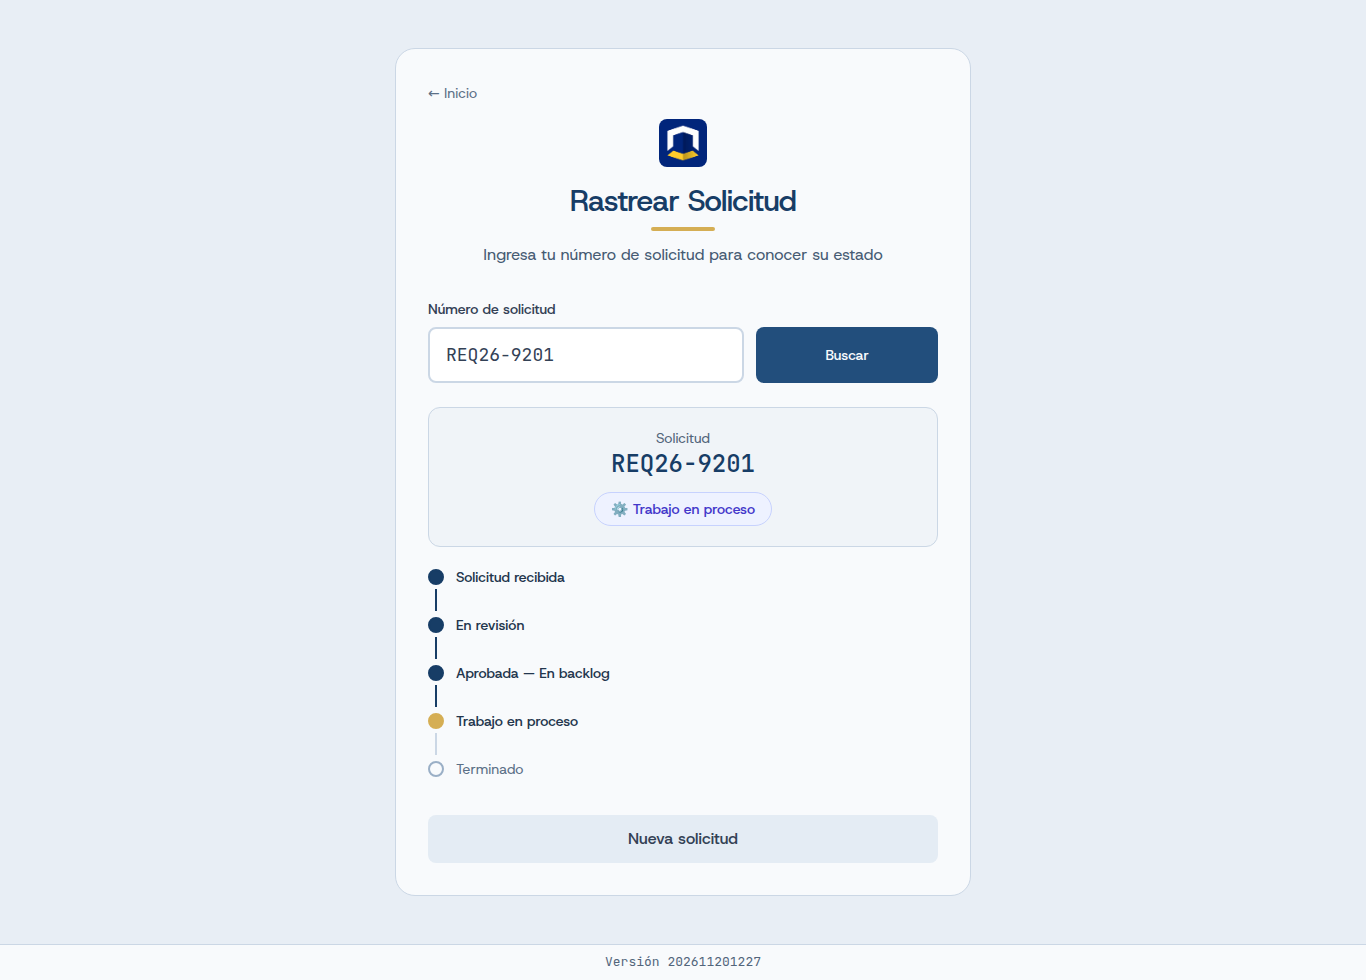 ← Inicio
Rastrear Solicitud
Ingresa tu número de solicitud para conocer su estado
Número de solicitud
REQ26-9201
Buscar
Solicitud
REQ26-9201
⚙️ Trabajo en proceso
Solicitud recibida
En revisión
Aprobada — En backlog
Trabajo en proceso
Terminado
Nueva solicitud
Versión 202611201227